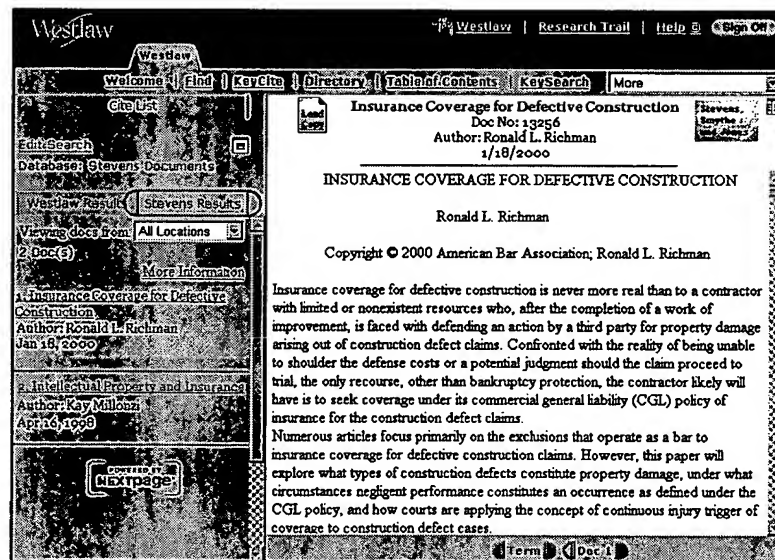 Westlaw
Westlaw | Research Trail | Help | Sign Off
Westlaw
Welcome | Find | KeyCite | Directory | Table of Contents | KeySearch | More
Cite List
Edit Search
Database: Stevens Documents
Westlaw Result Stevens Results
Viewing docs from: All Locations
2 Doc(s)
More Information
1. Insurance Coverage for Defective
Construction
Author: Ronald L. Richman
Jan 18, 2000
2. Intellectual Property and Insurance
Author: Kay Millonzi
Apr 16, 1998
POWERED BY
NEXTpage
Load
Copy
Insurance Coverage for Defective Construction
Doc No: 13256
Author: Ronald L. Richman
1/18/2000
Stevens,
Smythe
INSURANCE COVERAGE FOR DEFECTIVE CONSTRUCTION
Ronald L. Richman
Copyright © 2000 American Bar Association; Ronald L. Richman
Insurance coverage for defective construction is never more real than to a contractor
with limited or nonexistent resources who, after the completion of a work of
improvement, is faced with defending an action by a third party for property damage
arising out of construction defect claims. Confronted with the reality of being unable
to shoulder the defense costs or a potential judgment should the claim proceed to
trial, the only recourse, other than bankruptcy protection, the contractor likely will
have is to seek coverage under its commercial general liability (CGL) policy of
insurance for the construction defect claims.
Numerous articles focus primarily on the exclusions that operate as a bar to
insurance coverage for defective construction claims. However, this paper will
explore what types of construction defects constitute property damage, under what
circumstances negligent performance constitutes an occurrence as defined under the
CGL policy, and how courts are applying the concept of continuous injury trigger of
coverage to construction defect cases.
Term Doc 1